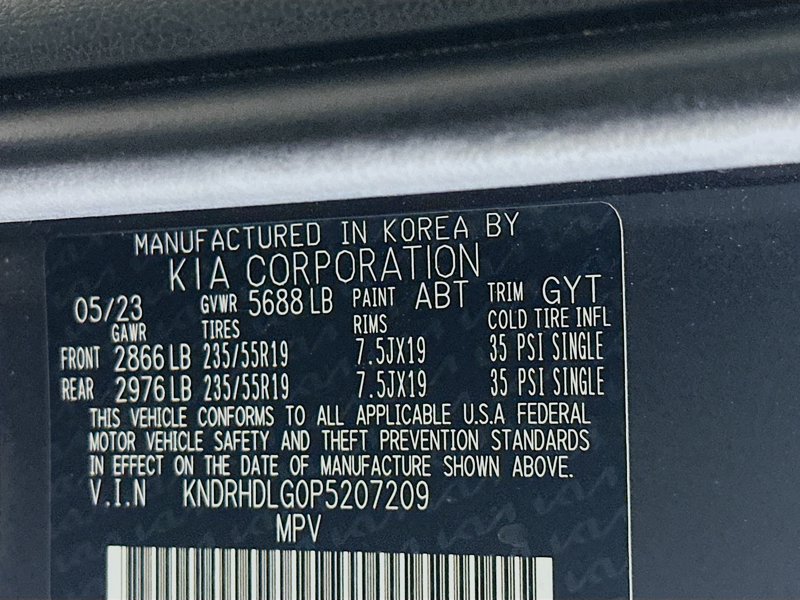 MANUFACTURED IN KOREA BY
KIA CORPORATION
05/23 GVWR 5688 LB PAINT ABT TRIM GYT
GAWR TIRES RIMS COLD TIRE INFL
FRONT 2866 LB 235/55R19 7.5JX19 35 PSI SINGLE
REAR 2976 LB 235/55R19 7.5JX19 35 PSI SINGLE
THIS VEHICLE CONFORMS TO ALL APPLICABLE U.S.A FEDERAL
MOTOR VEHICLE SAFETY AND THEFT PREVENTION STANDARDS
IN EFFECT ON THE DATE OF MANUFACTURE SHOWN ABOVE.
V.I.N KNDRHDLG0P5207209
MPV